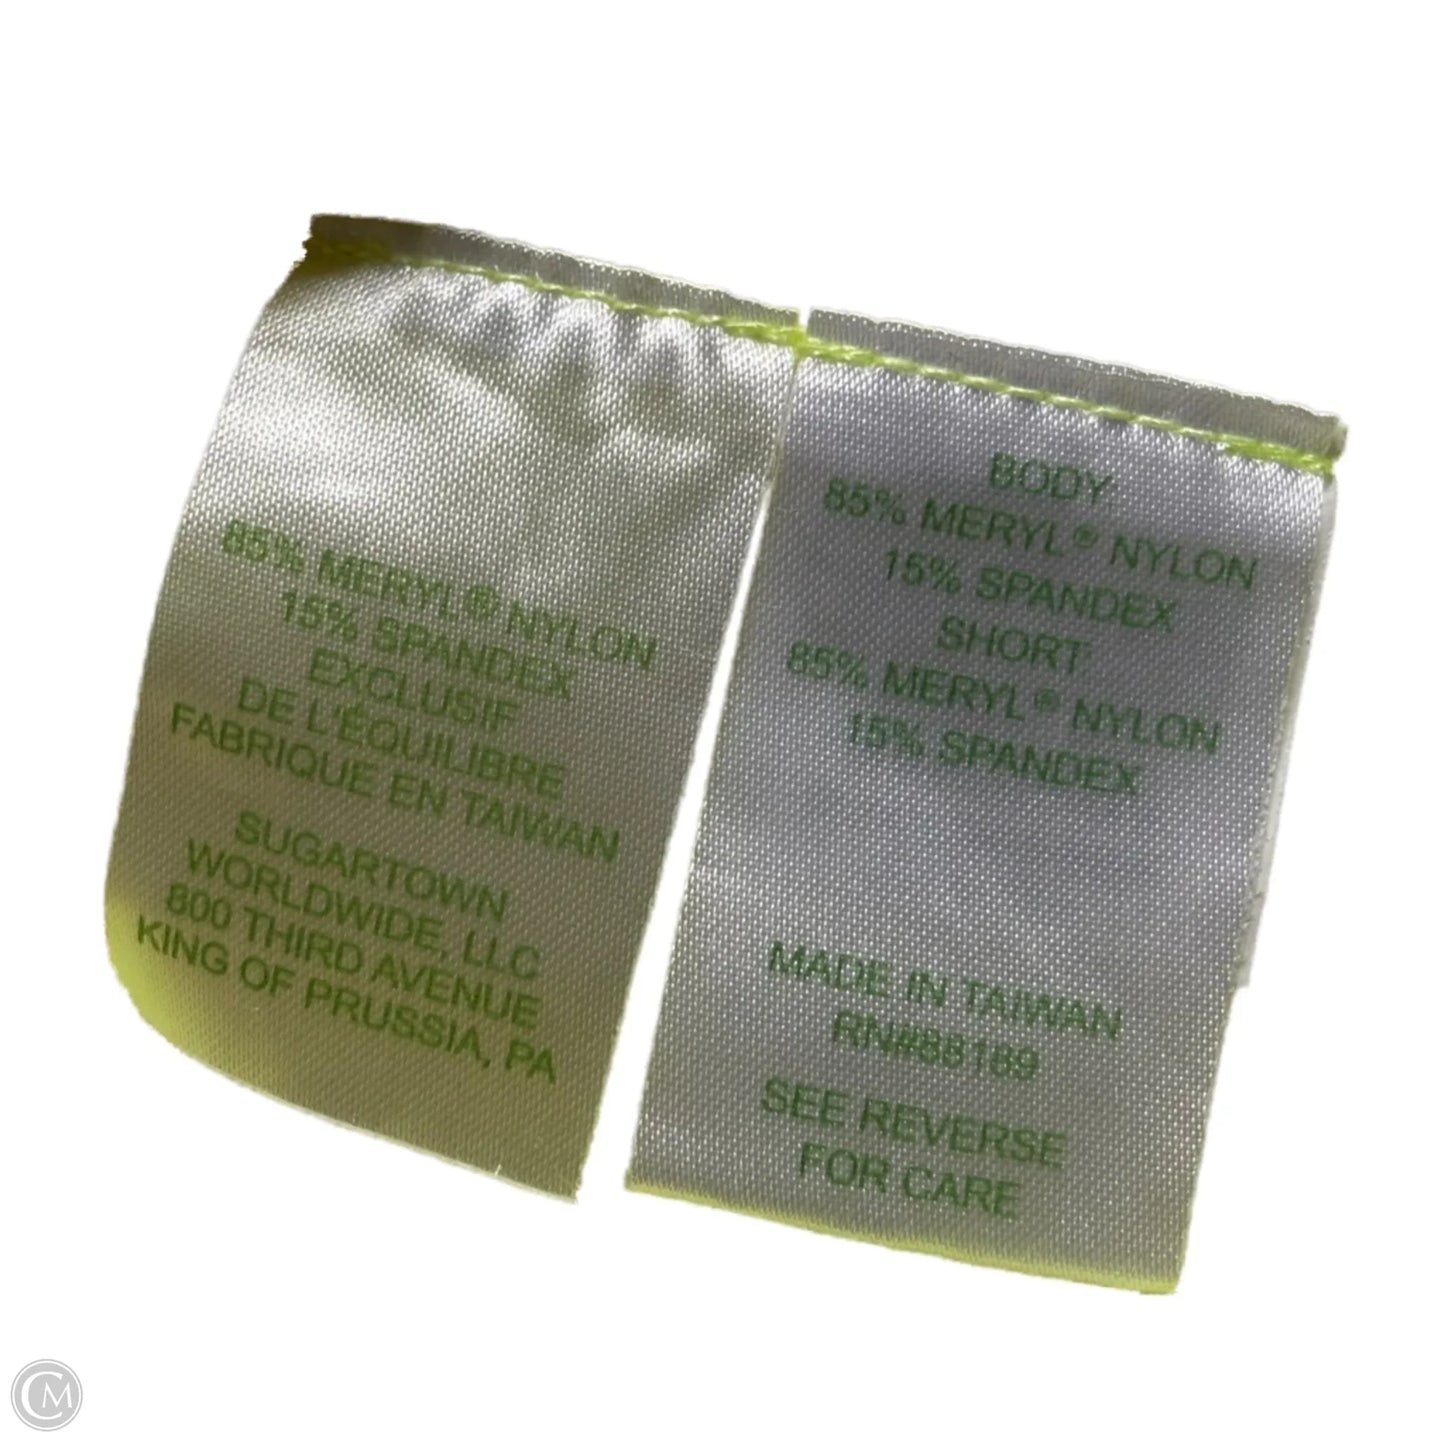 85% MERYL® NYLON
15% SPANDEX
EXCLUSIF
DE L'ÉQUILIBRE
FABRIQUE EN TAIWAN
SUGARTOWN
WORLDWIDE, LLC
800 THIRD AVENUE
KING OF PRUSSIA, PA
BODY:
85% MERYL® NYLON
15% SPANDEX
SHORT:
85% MERYL® NYLON
15% SPANDEX
MADE IN TAIWAN
RN#88189
SEE REVERSE
FOR CARE
CM